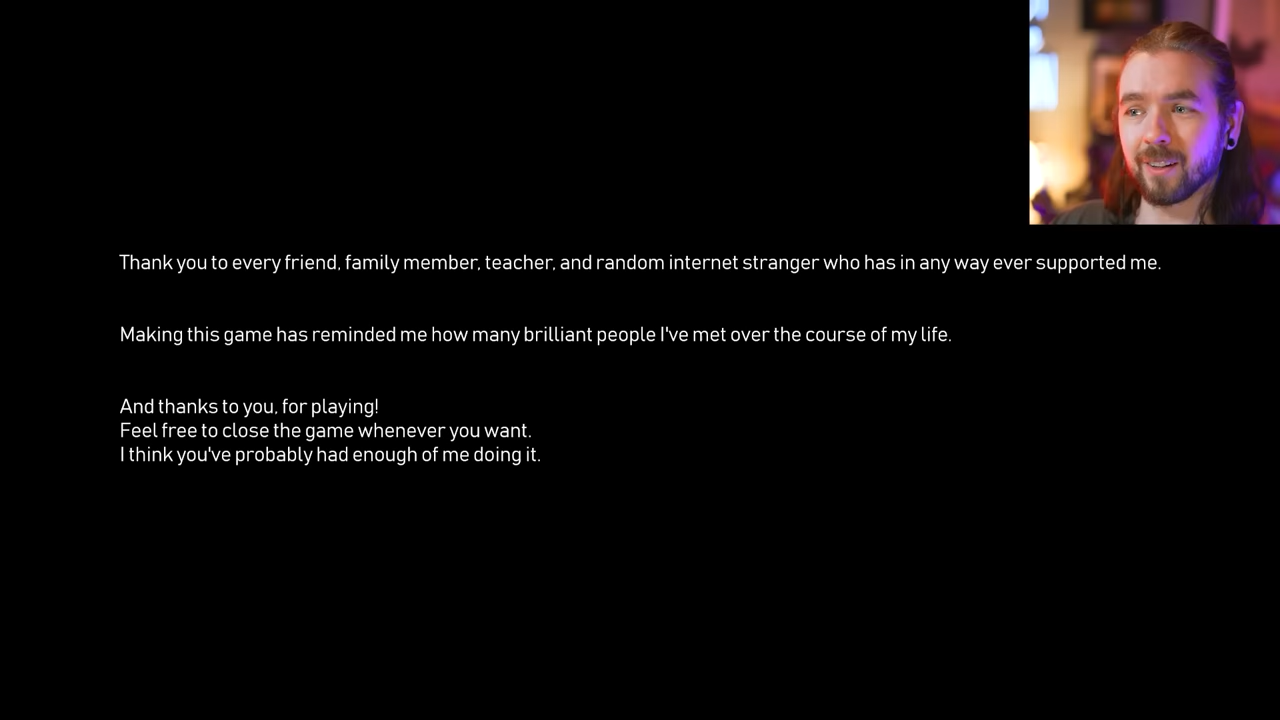 Thank you to every friend, family member, teacher, and random internet stranger who has in any way ever supported me.
Making this game has reminded me how many brilliant people I've met over the course of my life.
And thanks to you, for playing!
Feel free to close the game whenever you want.
I think you've probably had enough of me doing it.